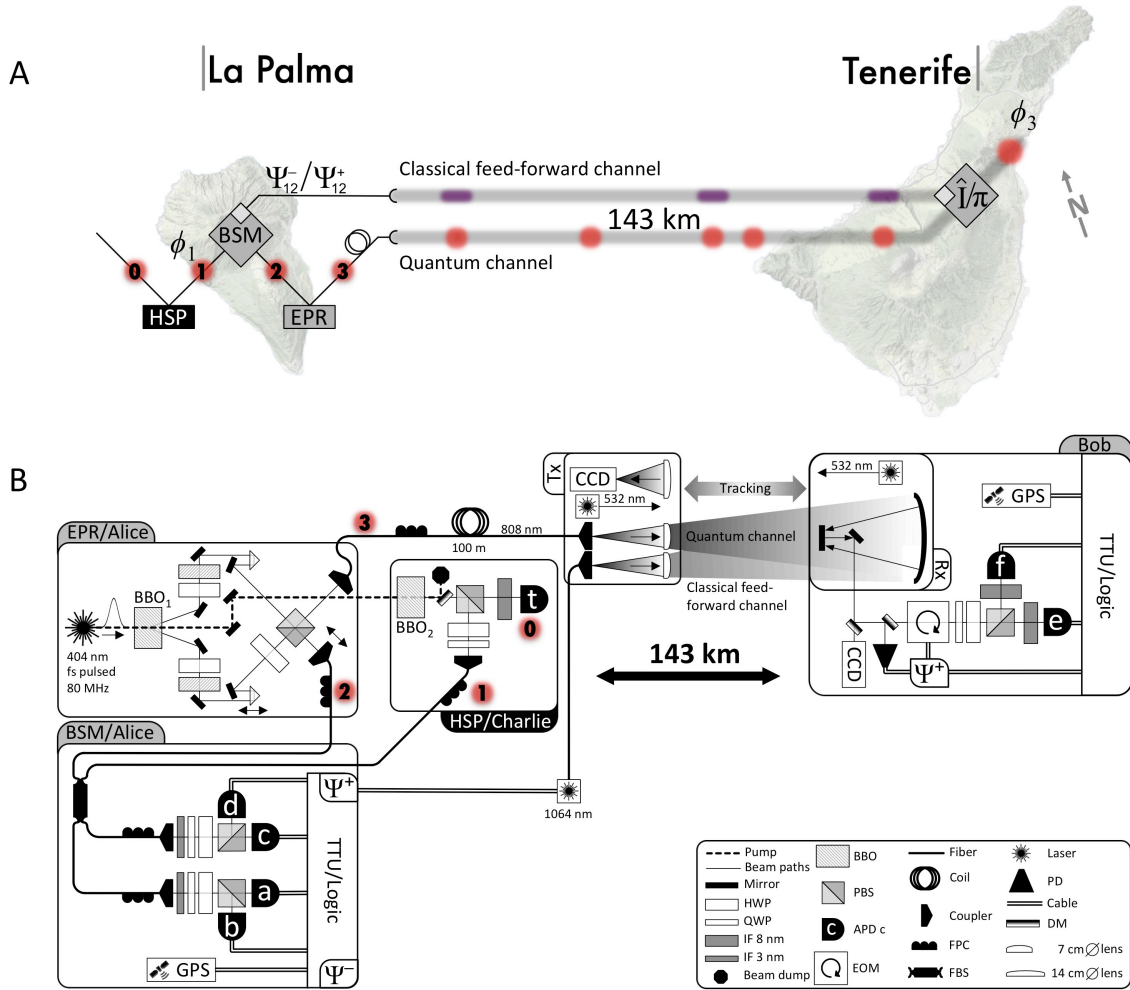 A
La Palma
Tenerife
ϕ3
Ψ−12/Ψ+12
Classical feed-forward channel
Î/π
N
143 km
BSM
ϕ1
0
1
2
3
Quantum channel
HSP
EPR
B
Bob
Tx
CCD
532 nm
Tracking
532 nm
GPS
EPR/Alice
3
808 nm
100 m
Quantum channel
Rx
TTU/Logic
f
BBO1
BBO2
t
0
Classical feed-
forward channel
e
404 nm
fs pulsed
80 MHz
143 km
CCD
Ψ+
2
1
HSP/Charlie
BSM/Alice
Ψ+
d
1064 nm
c
TTU/Logic
a
b
GPS
Ψ−
Pump
Beam paths
Mirror
HWP
QWP
IF 8 nm
IF 3 nm
Beam dump
BBO
PBS
c
APD c
EOM
Fiber
Coil
Coupler
FPC
FBS
Laser
PD
Cable
DM
7 cm Ø lens
14 cm Ø lens